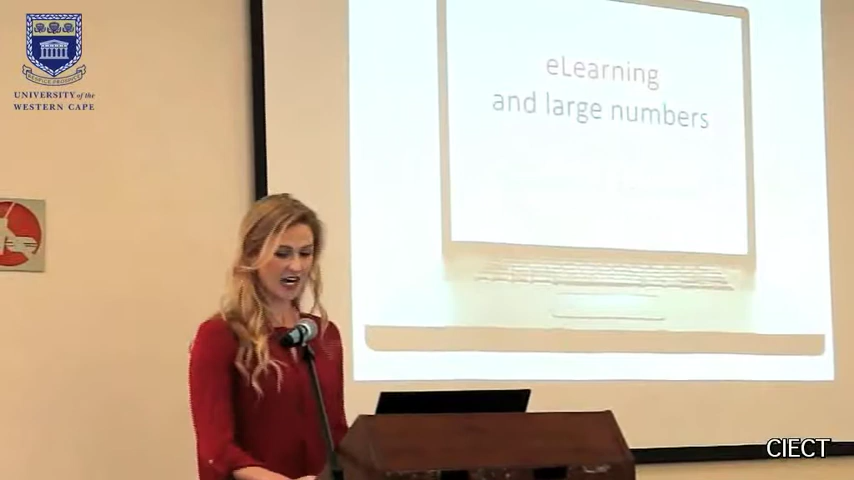 UNIVERSITY of the
WESTERN CAPE
eLearning
and large numbers
CIECT